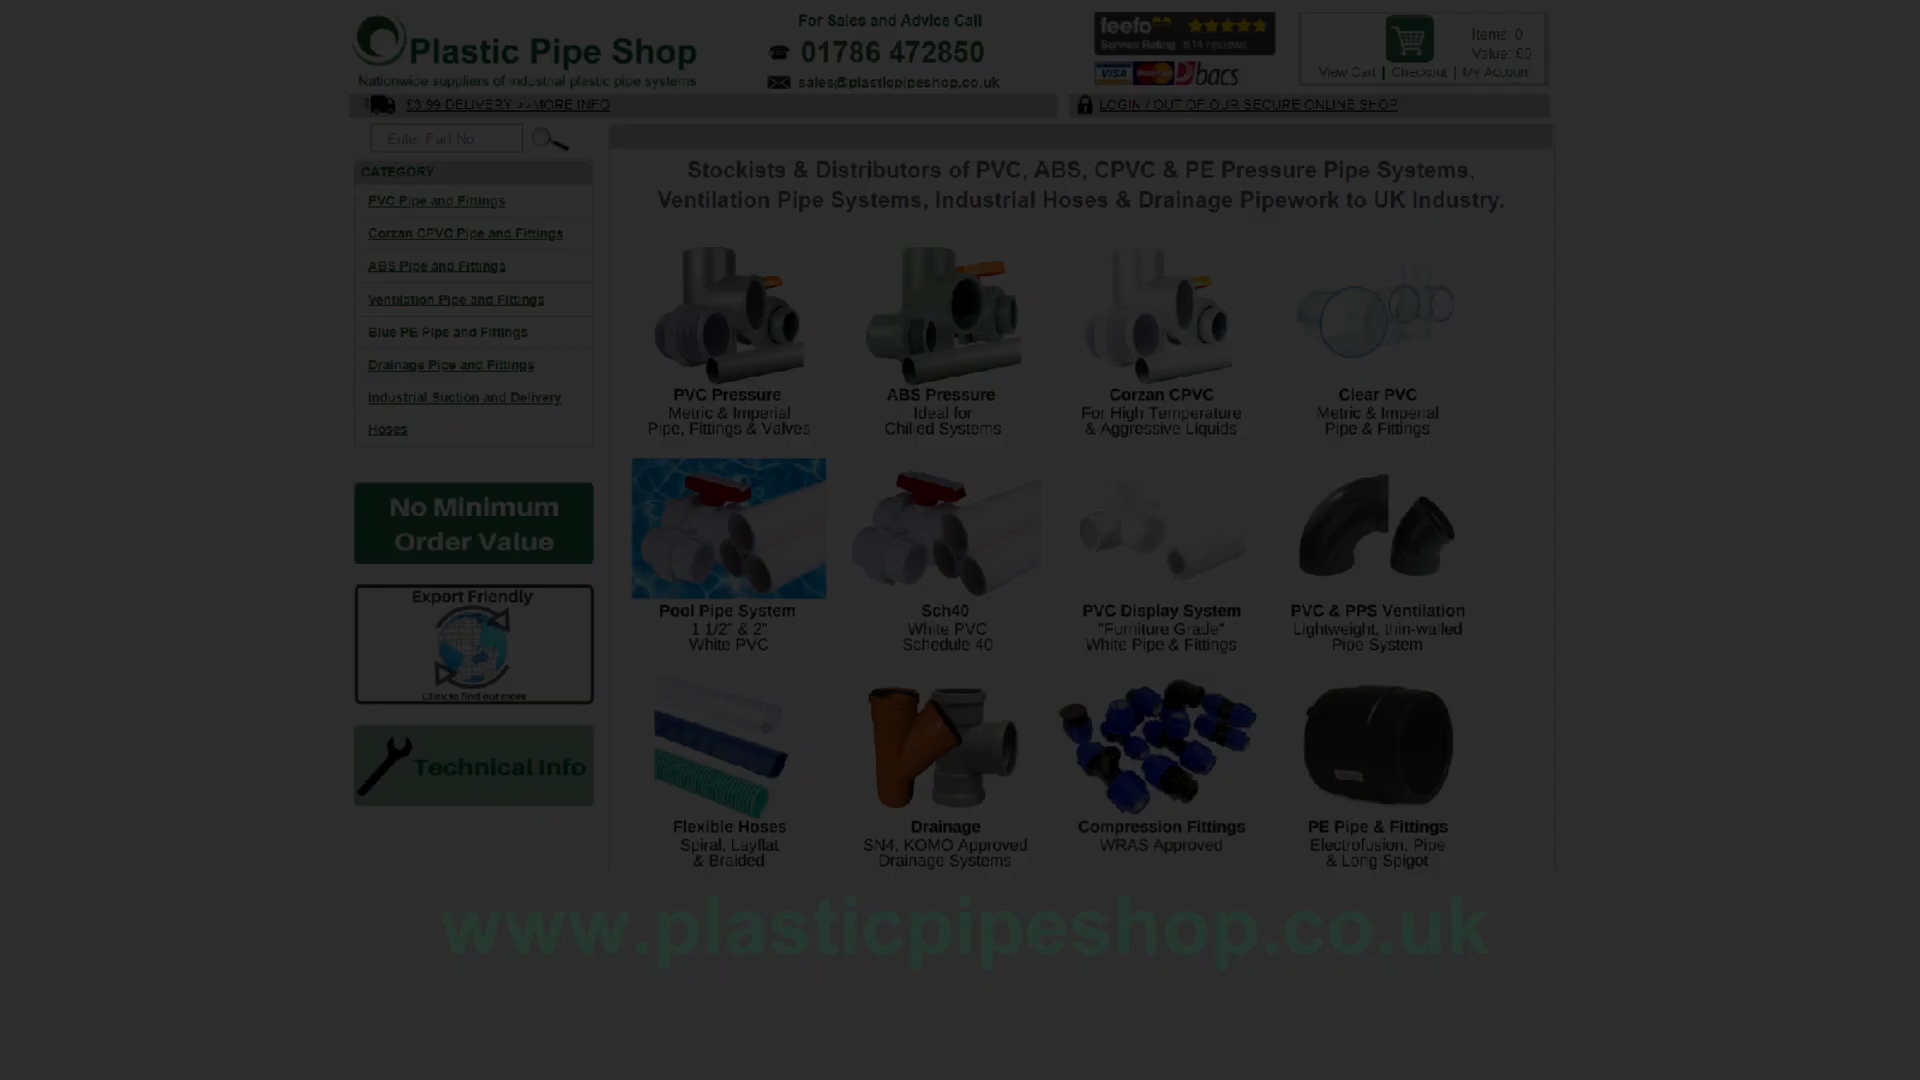 Plastic Pipe Shop
Nationwide suppliers of industrial plastic pipe systems
For Sales and Advice Call
01786 472850
sales@plasticpipeshop.co.uk
feefo
Service Rating 614 reviews
VISA
bacs
Items: 0
Value: £0
View Cart | Checkout | My Account
£3.99 DELIVERY >> MORE INFO
LOGIN / OUT OF OUR SECURE ONLINE SHOP
Enter Part No
CATEGORY
PVC Pipe and Fittings
Corzan CPVC Pipe and Fittings
ABS Pipe and Fittings
Ventilation Pipe and Fittings
Blue PE Pipe and Fittings
Drainage Pipe and Fittings
Industrial Suction and Delivery
Hoses
No Minimum
Order Value
Export Friendly
Click to find out more
Technical Info
Stockists & Distributors of PVC, ABS, CPVC & PE Pressure Pipe Systems,
Ventilation Pipe Systems, Industrial Hoses & Drainage Pipework to UK Industry.
PVC Pressure
Metric & Imperial
Pipe, Fittings & Valves
ABS Pressure
Ideal for
Chilled Systems
Corzan CPVC
For High Temperature
& Aggressive Liquids
Clear PVC
Metric & Imperial
Pipe & Fittings
Pool Pipe System
1 1/2" & 2"
White PVC
Sch40
White PVC
Schedule 40
PVC Display System
"Furniture Grade"
White Pipe & Fittings
PVC & PPS Ventilation
Lightweight, thin-walled
Pipe System
Flexible Hoses
Spiral, Layflat
& Braided
Drainage
SN4, KOMO Approved
Drainage Systems
Compression Fittings
WRAS Approved
PE Pipe & Fittings
Electrofusion, Pipe
& Long Spigot
www.plasticpipeshop.co.uk